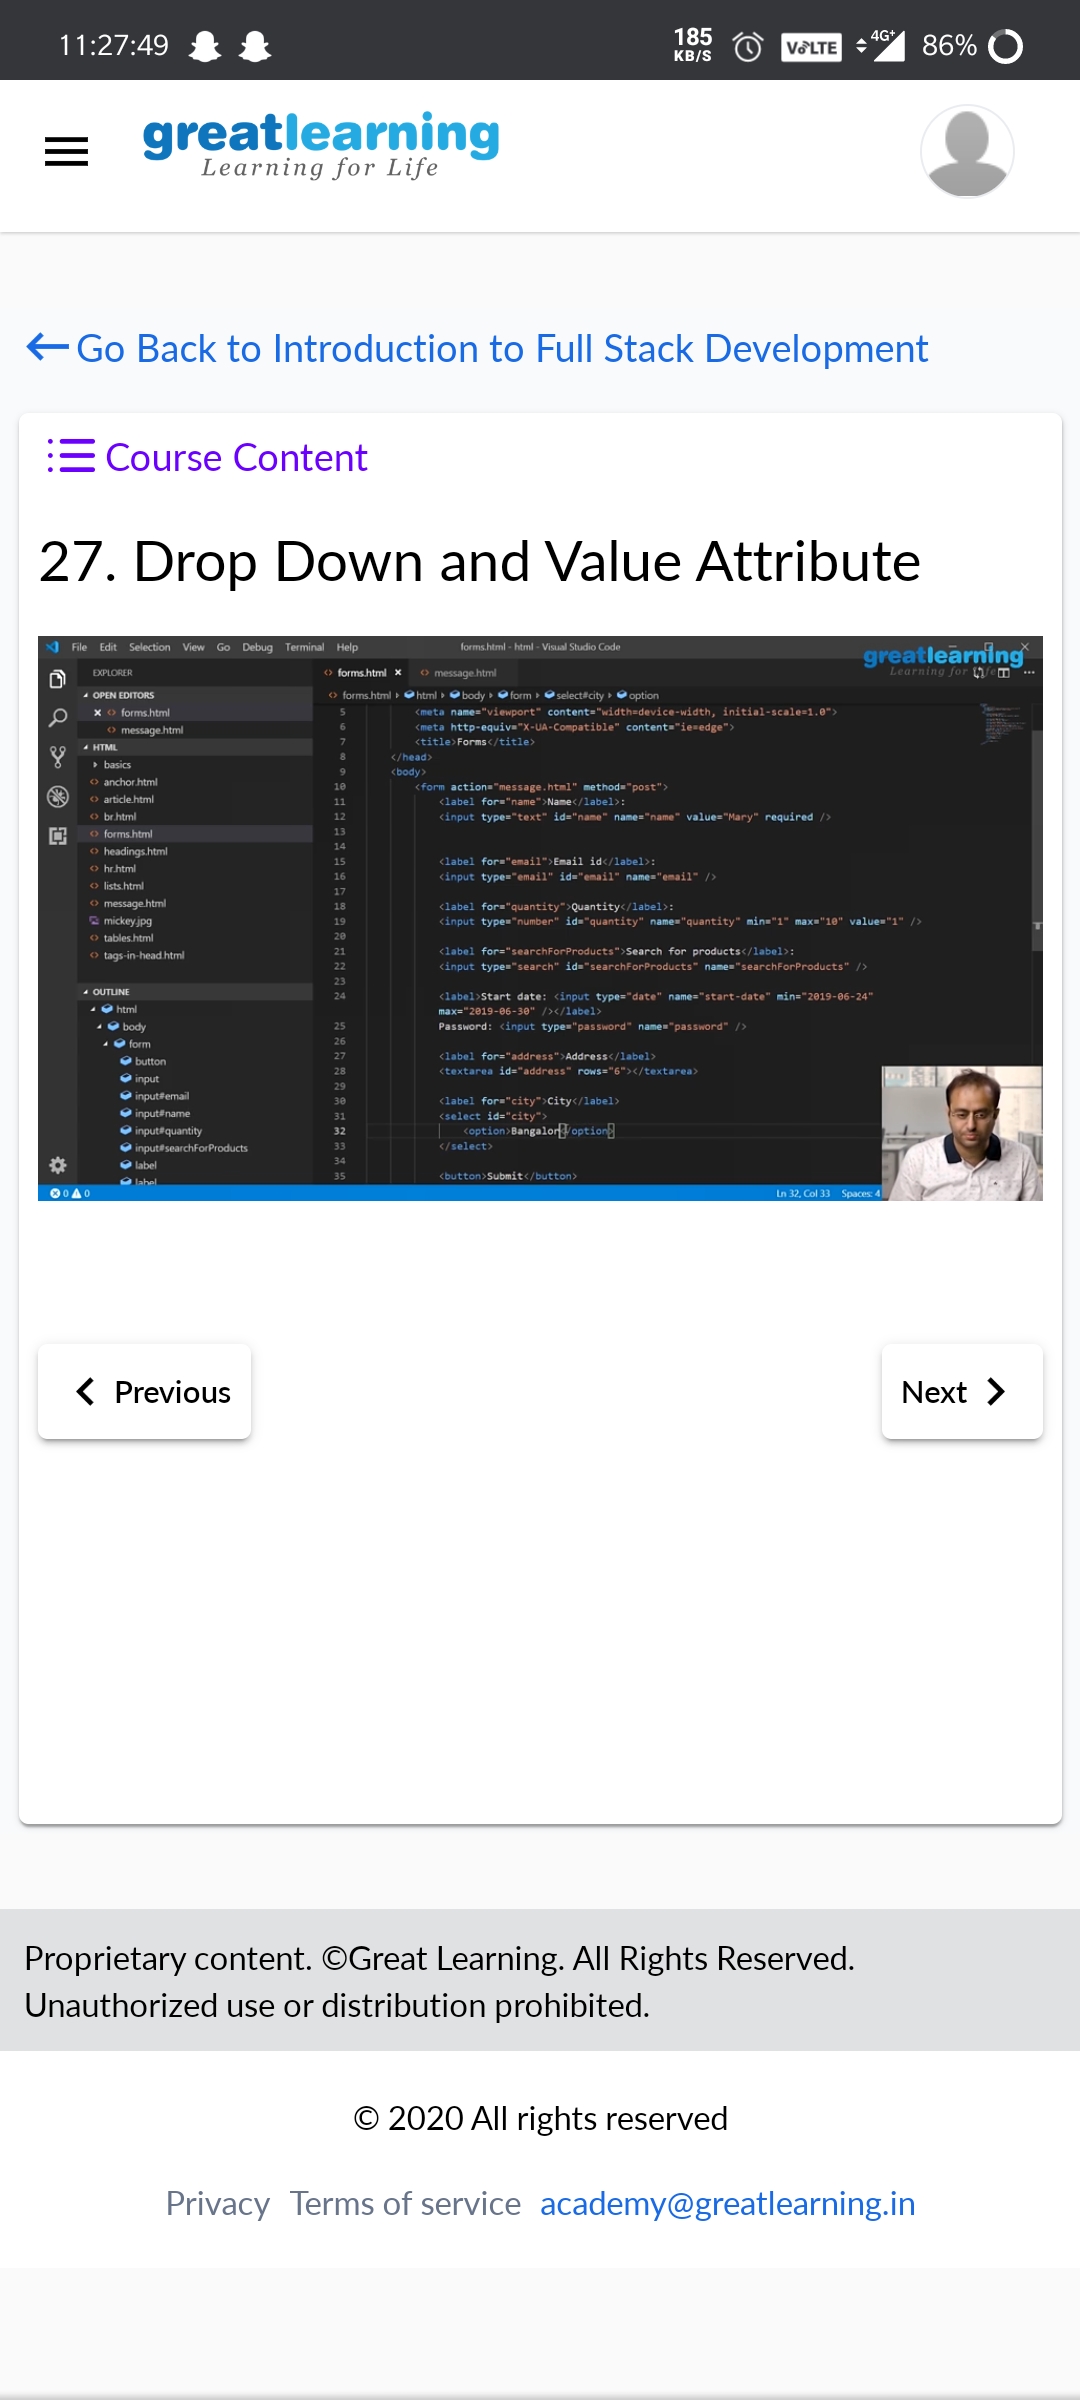 11:27:49
185 KB/S VoLTE 4G+ 86%
greatlearning
Learning for Life
Go Back to Introduction to Full Stack Development
Course Content
27. Drop Down and Value Attribute
File Edit Selection View Go Debug Terminal Help
forms.html - html - Visual Studio Code
greatlearning
Learning for Life
EXPLORER
OPEN EDITORS
forms.html
message.html
HTML
basics
anchor.html
article.html
br.html
forms.html
headings.html
hr.html
lists.html
message.html
mickey.jpg
tables.html
tags-in-head.html
OUTLINE
html
body
form
button
input
input#email
input#name
input#quantity
input#searchForProducts
label
label
0 0
forms.html message.html
forms.html html body form select#city option
5 <meta name="viewport" content="width=device-width, initial-scale=1.0">
6 <meta http-equiv="X-UA-Compatible" content="ie=edge">
7 <title>Forms</title>
8 </head>
9 <body>
10 <form action="message.html" method="post">
11 <label for="name">Name</label>:
12 <input type="text" id="name" name="name" value="Mary" required />
13
14
15 <label for="email">Email id</label>:
16 <input type="email" id="email" name="email" />
17
18 <label for="quantity">Quantity</label>:
19 <input type="number" id="quantity" name="quantity" min="1" max="10" value="1" />
20
21 <label for="searchForProducts">Search for products</label>:
22 <input type="search" id="searchForProducts" name="searchForProducts" />
23
24 <label>Start date: <input type="date" name="start-date" min="2019-06-24"
max="2019-06-30" /></label>
25 Password: <input type="password" name="password" />
26
27 <label for="address">Address</label>
28 <textarea id="address" rows="6"></textarea>
29
30 <label for="city">City</label>
31 <select id="city">
32 <option>Bangalor</option>
33 </select>
34
35 <button>Submit</button>
Ln 32, Col 33 Spaces: 4
Previous
Next
Proprietary content. ©Great Learning. All Rights Reserved.
Unauthorized use or distribution prohibited.
© 2020 All rights reserved
Privacy Terms of service academy@greatlearning.in